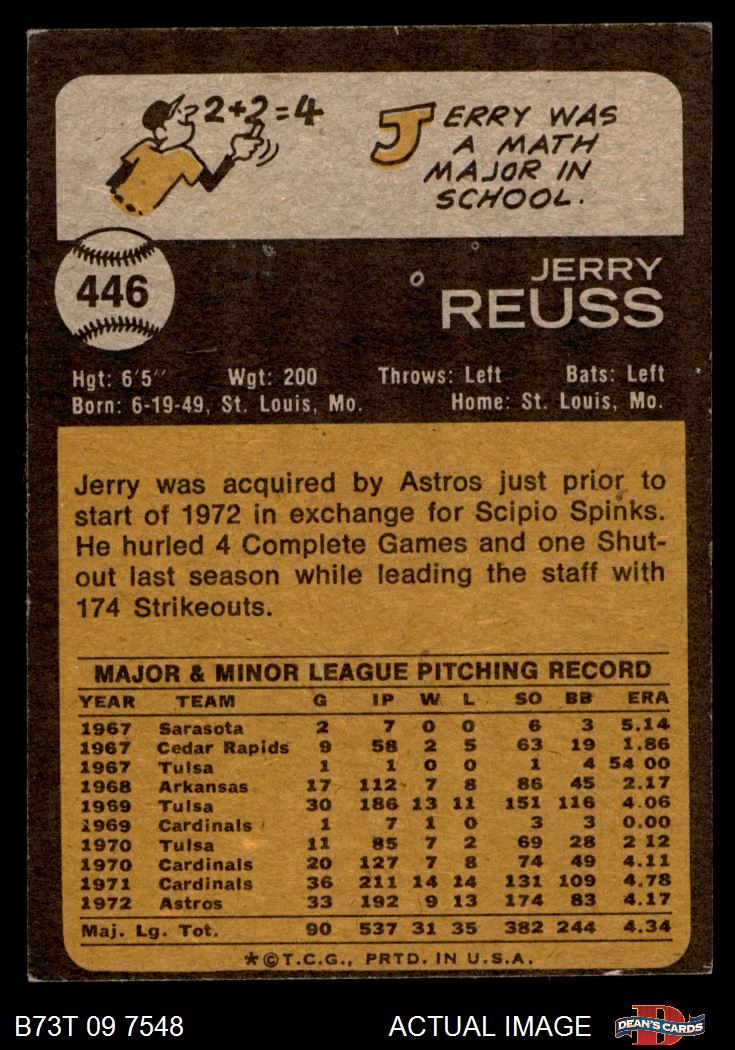 2+2=4
JERRY WAS
A MATH
MAJOR IN
SCHOOL.
446
JERRY
REUSS
Hgt: 6'5" Wgt: 200 Throws: Left Bats: Left
Born: 6-19-49, St. Louis, Mo. Home: St. Louis, Mo.
Jerry was acquired by Astros just prior to
start of 1972 in exchange for Scipio Spinks.
He hurled 4 Complete Games and one Shut-
out last season while leading the staff with
174 Strikeouts.
MAJOR & MINOR LEAGUE PITCHING RECORD
YEAR TEAM G IP W L SO BB ERA
1967 Sarasota 2 7 0 0 6 3 5.14
1967 Cedar Rapids 9 58 2 5 63 19 1.86
1967 Tulsa 1 1 0 0 1 4 54 00
1968 Arkansas 17 112 7 8 86 45 2.17
1969 Tulsa 30 186 13 11 151 116 4.06
1969 Cardinals 1 7 1 0 3 3 0.00
1970 Tulsa 11 85 7 2 69 28 2 12
1970 Cardinals 20 127 7 8 74 49 4.11
1971 Cardinals 36 211 14 14 131 109 4.78
1972 Astros 33 192 9 13 174 83 4.17
Maj. Lg. Tot. 90 537 31 35 382 244 4.34
*©T.C.G., PRTD. IN U.S.A.
B73T 09 7548 ACTUAL IMAGE DEAN'S CARDS